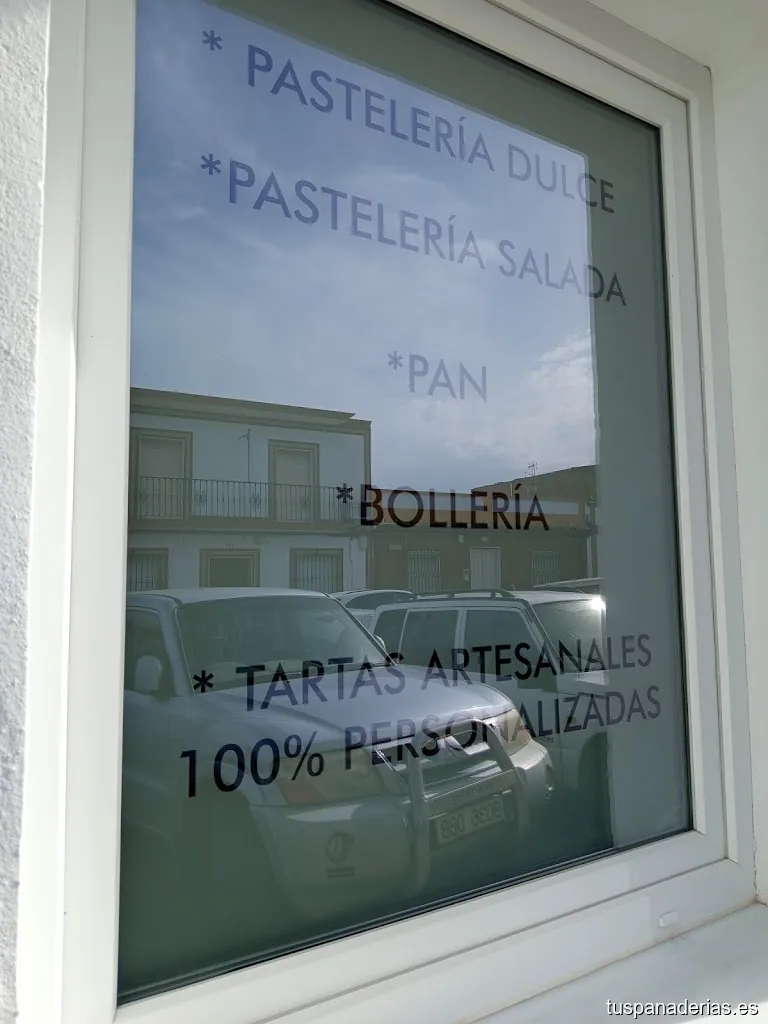 * PASTELERÍA DULCE
*PASTELERÍA SALADA
*PAN
*BOLLERÍA
* TARTAS ARTESANALES
100% PERSONALIZADAS
tuspanaderias.es